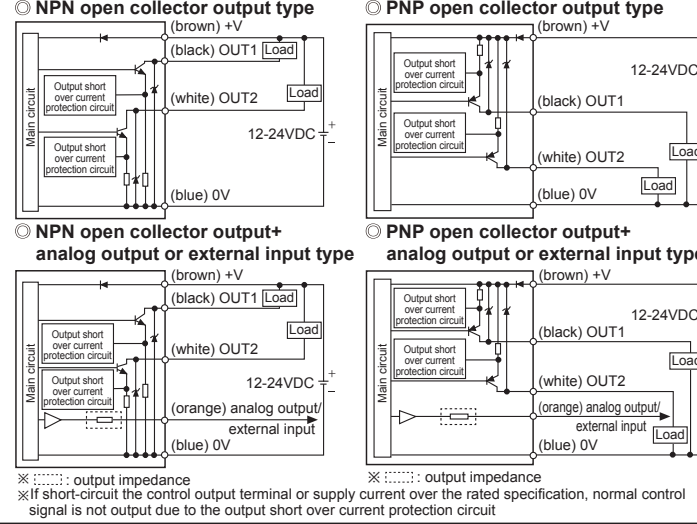 ◎ NPN open collector output type
(brown) +V
(black) OUT1
Load
Output short
over current
protection circuit
(white) OUT2
Load
Main circuit
12-24VDC
+
−
Output short
over current
protection circuit
(blue) 0V
◎ PNP open collector output type
(brown) +V
Output short
over current
protection circuit
12-24VDC
(black) OUT1
Main circuit
Output short
over current
protection circuit
Load
(white) OUT2
Load
(blue) 0V
◎ NPN open collector output+
analog output or external input type
(brown) +V
(black) OUT1
Load
Output short
over current
protection circuit
Load
(white) OUT2
Main circuit
Output short
over current
protection circuit
12-24VDC
+
−
(orange) analog output/
external input
(blue) 0V
※ : output impedance
◎ PNP open collector output+
analog output or external input type
(brown) +V
Output short
over current
protection circuit
12-24VDC
(black) OUT1
Main circuit
Output short
over current
protection circuit
Load
(white) OUT2
(orange) analog output/
external input
Load
(blue) 0V
※ : output impedance
※If short-circuit the control output terminal or supply current over the rated specification, normal control
signal is not output due to the output short over current protection circuit